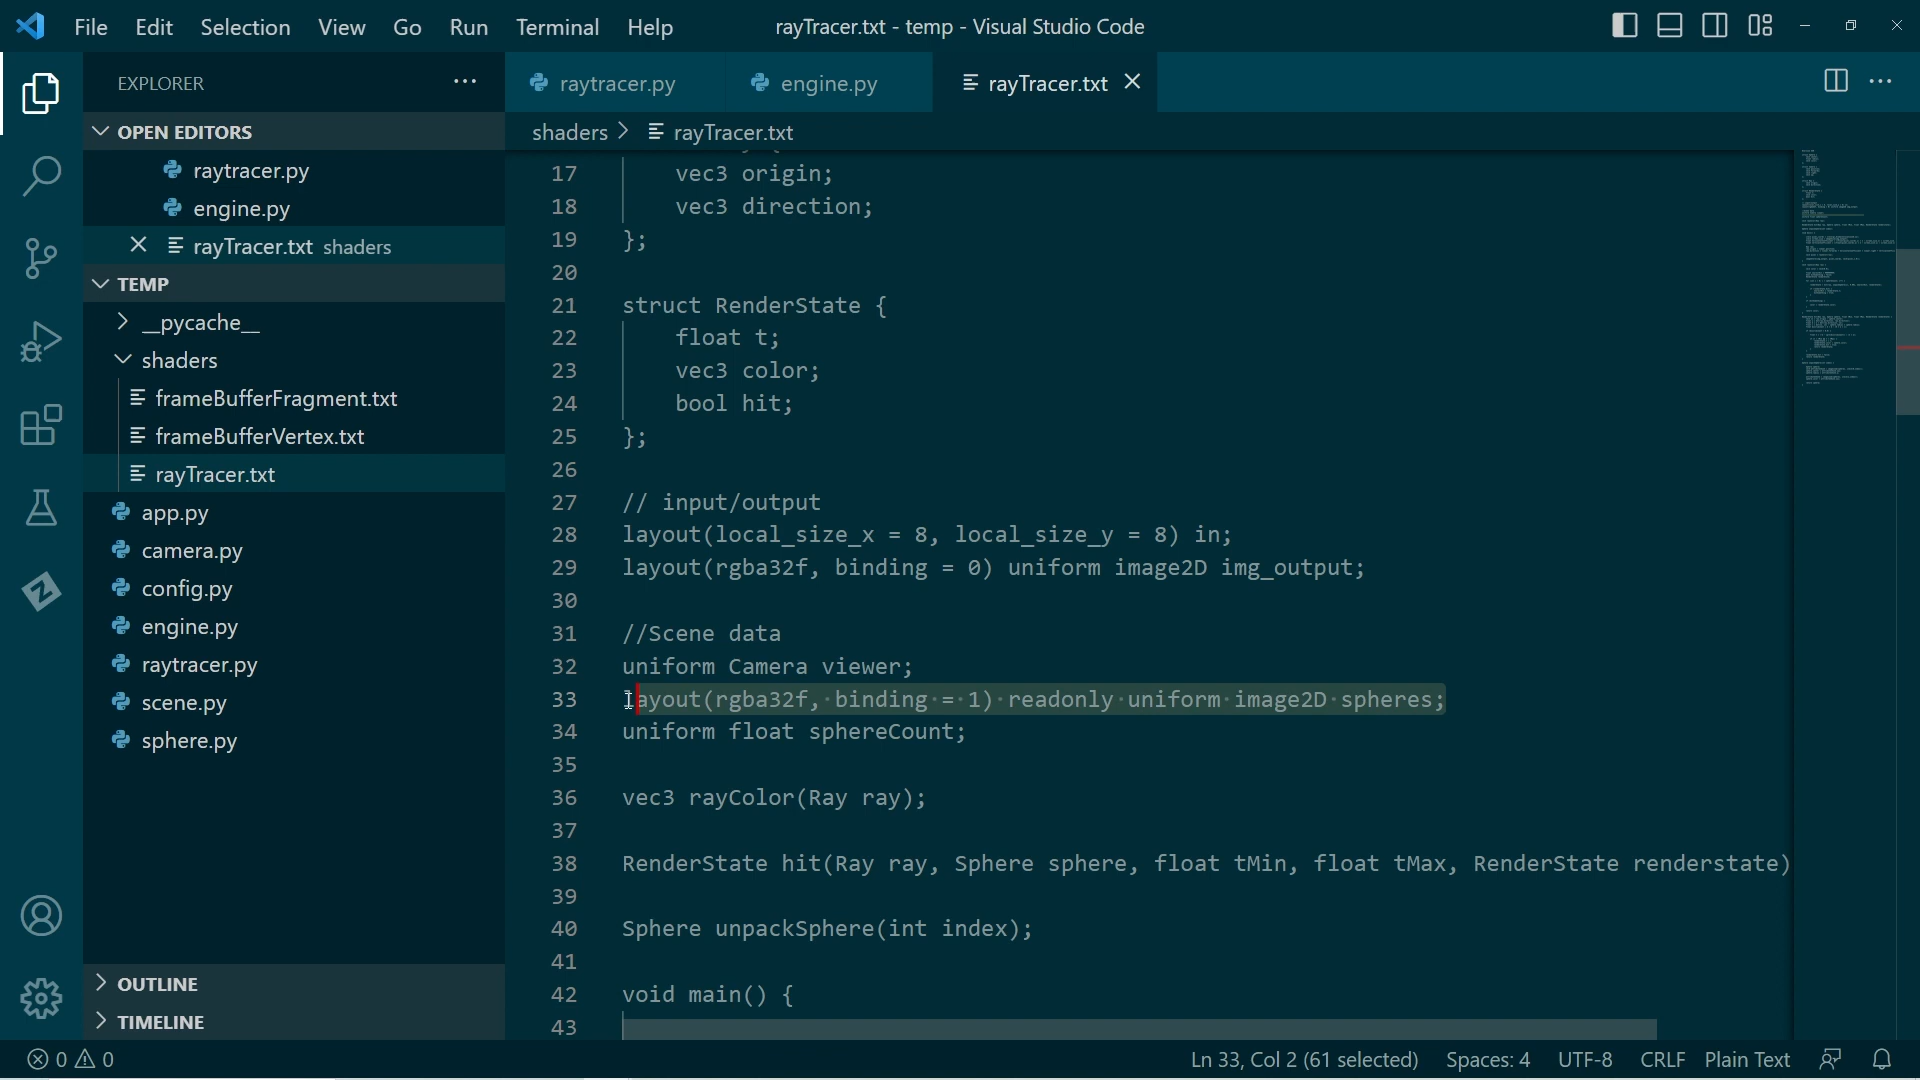 File Edit Selection View Go Run Terminal Help rayTracer.txt - temp - Visual Studio Code
EXPLORER
OPEN EDITORS
raytracer.py
engine.py
rayTracer.txt shaders
TEMP
__pycache__
shaders
frameBufferFragment.txt
frameBufferVertex.txt
rayTracer.txt
app.py
camera.py
config.py
engine.py
raytracer.py
scene.py
sphere.py
OUTLINE
TIMELINE
raytracer.py engine.py rayTracer.txt
shaders > rayTracer.txt
17 vec3 origin;
18 vec3 direction;
19 };
20
21 struct RenderState {
22 float t;
23 vec3 color;
24 bool hit;
25 };
26
27 // input/output
28 layout(local_size_x = 8, local_size_y = 8) in;
29 layout(rgba32f, binding = 0) uniform image2D img_output;
30
31 //Scene data
32 uniform Camera viewer;
33 layout(rgba32f, binding = 1) readonly uniform image2D spheres;
34 uniform float sphereCount;
35
36 vec3 rayColor(Ray ray);
37
38 RenderState hit(Ray ray, Sphere sphere, float tMin, float tMax, RenderState renderstate)
39
40 Sphere unpackSphere(int index);
41
42 void main() {
43
0 0 Ln 33, Col 2 (61 selected) Spaces: 4 UTF-8 CRLF Plain Text